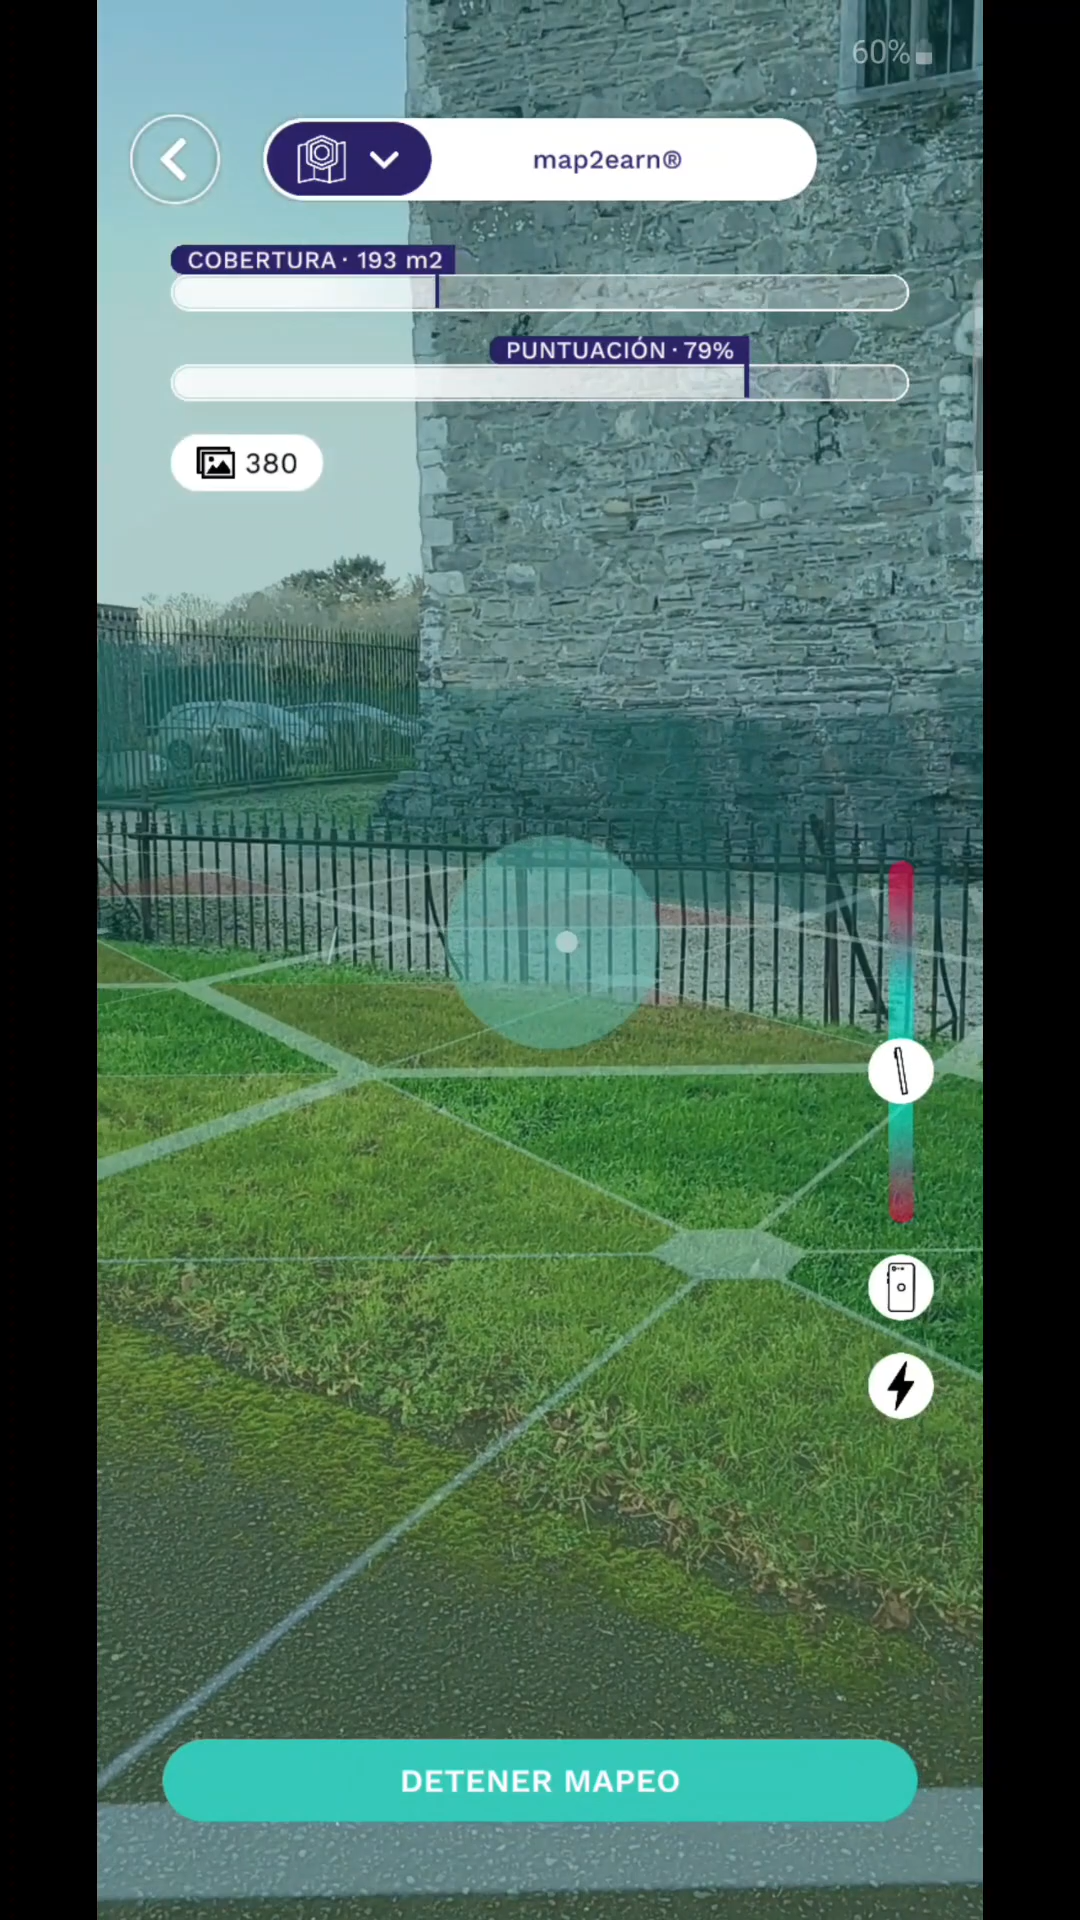 60%
map2earn®
COBERTURA · 193 m2
PUNTUACIÓN · 79%
380
DETENER MAPEO